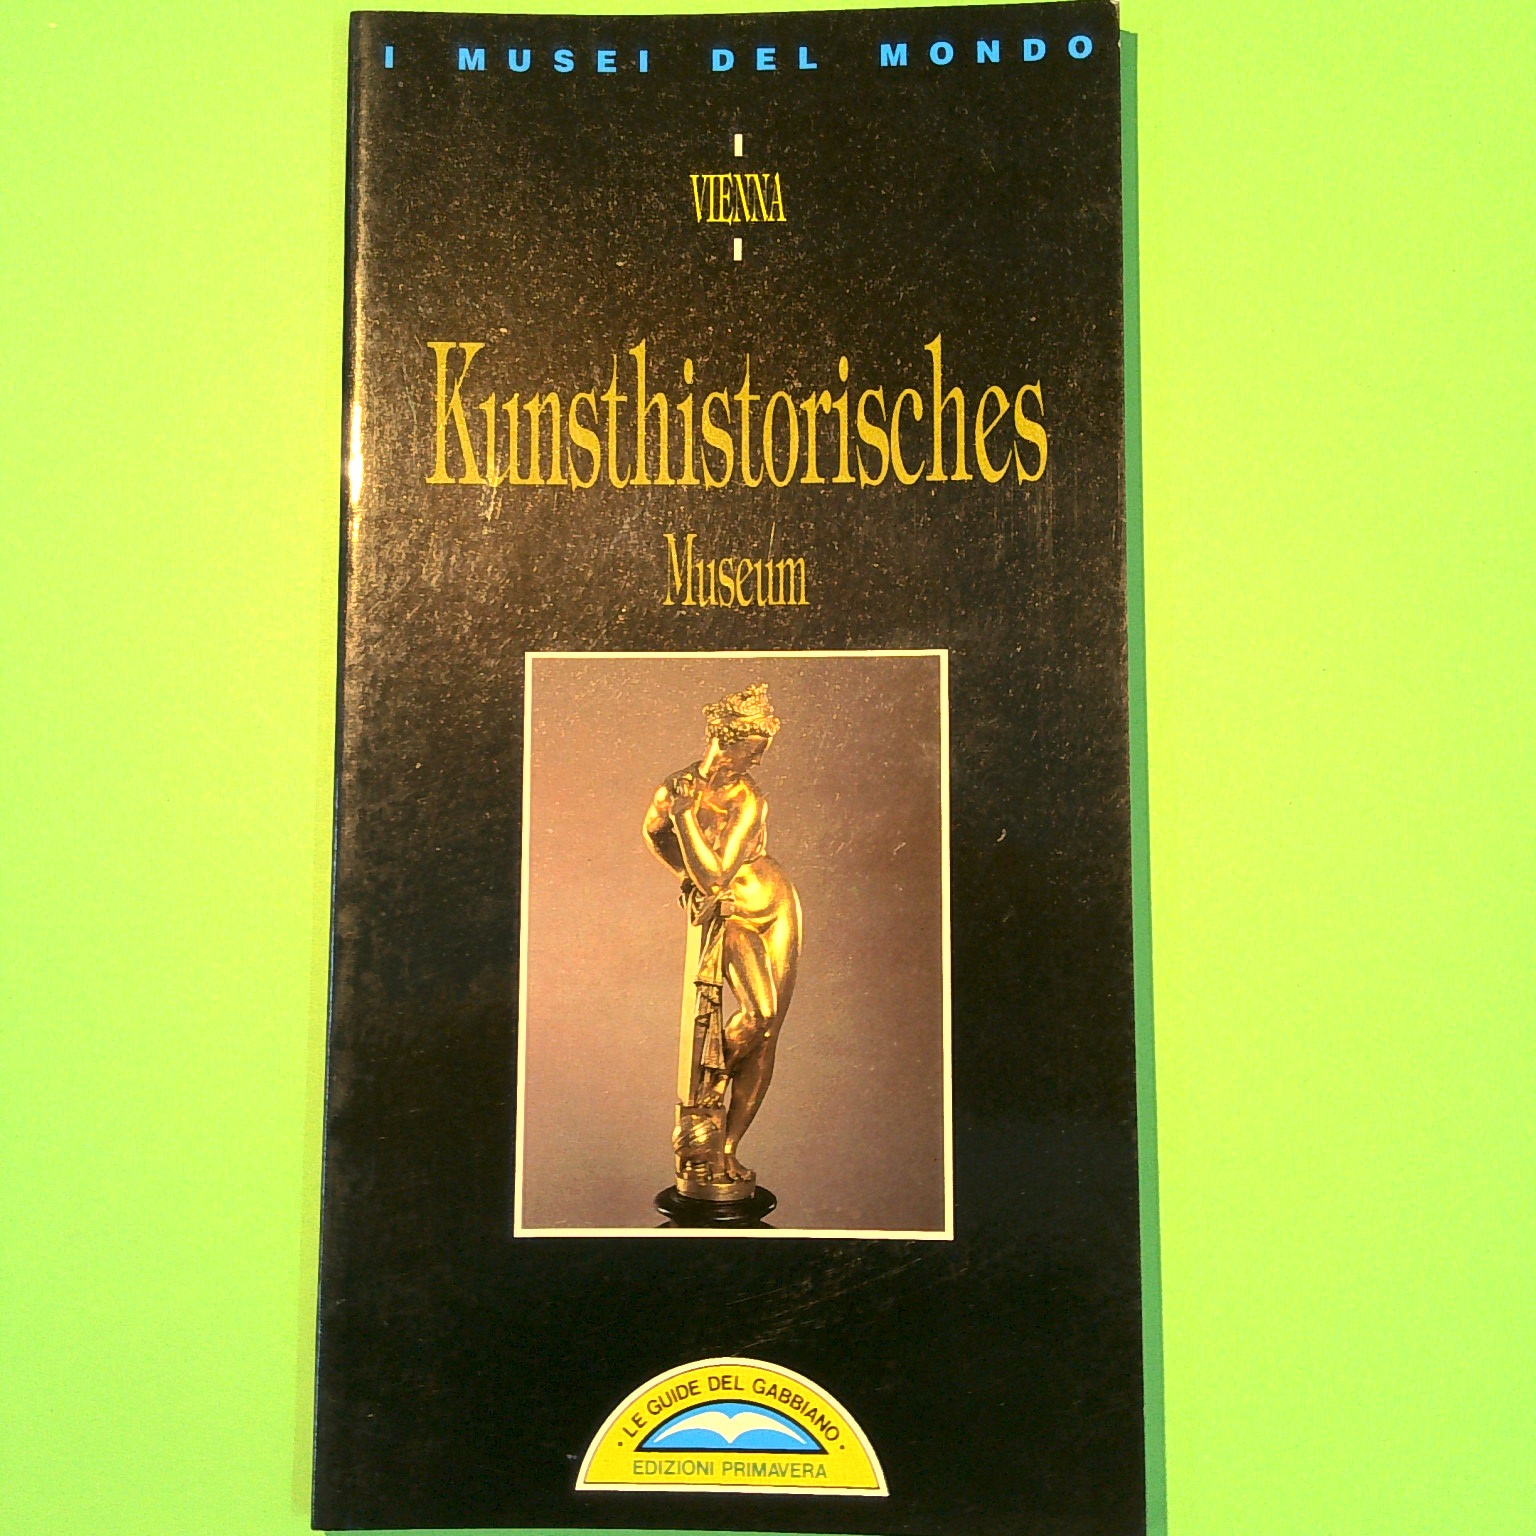 I MUSEI DEL MONDO
VIENNA
Kunsthistorisches
Museum
• LE GUIDE DEL GABBIANO •
EDIZIONI PRIMAVERA